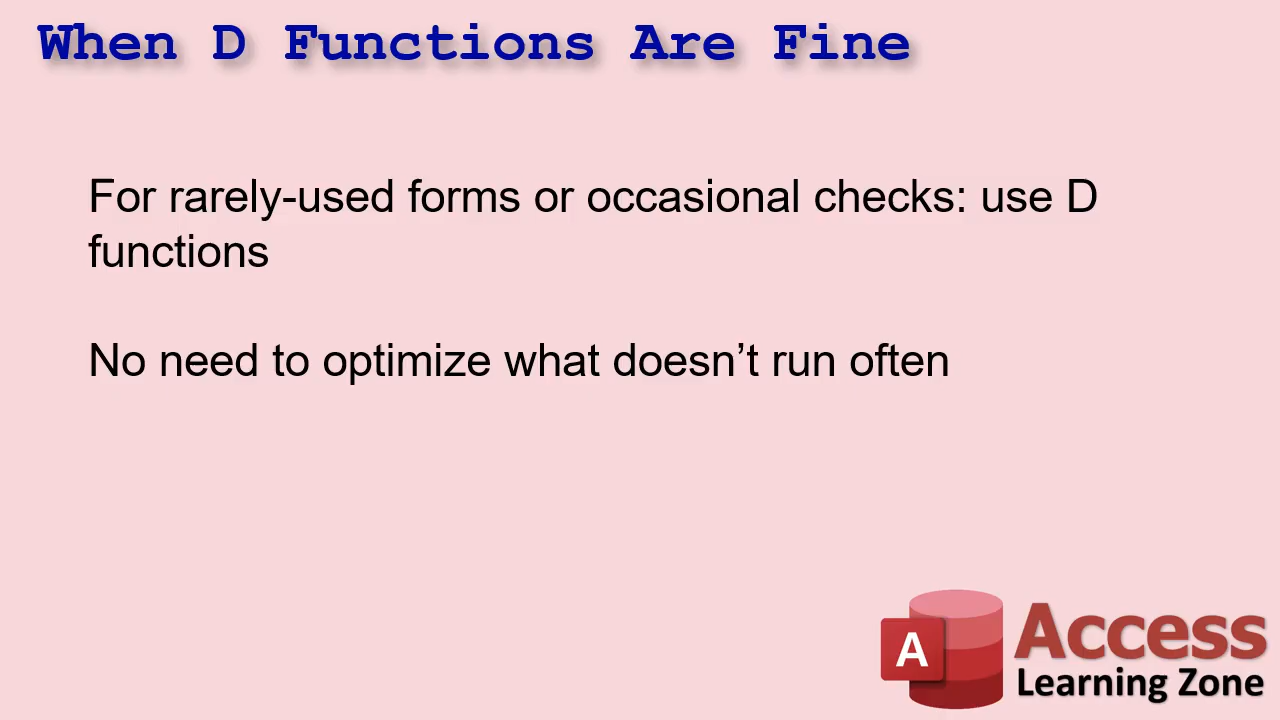 When D Functions Are Fine
For rarely-used forms or occasional checks: use D
functions
No need to optimize what doesn’t run often
A
Access
Learning Zone